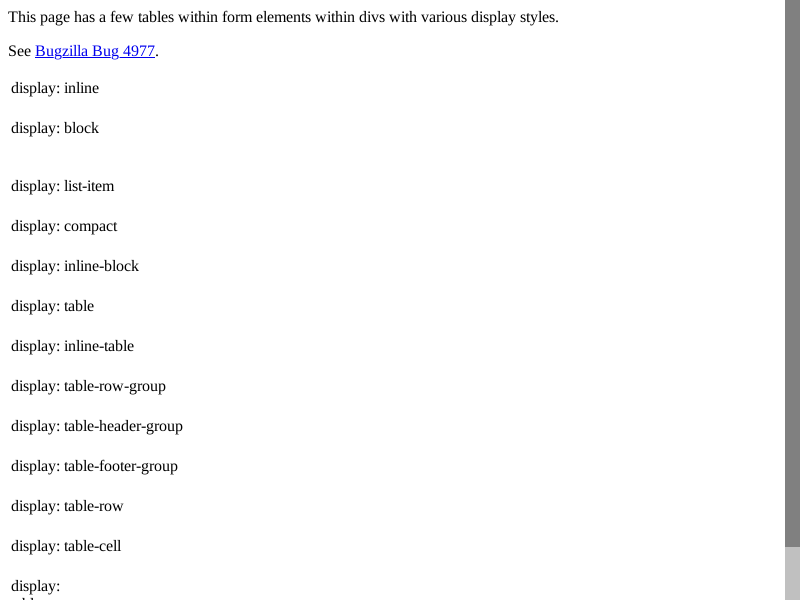 This page has a few tables within form elements within divs with various display styles.
See Bugzilla Bug 4977.
display: inline
display: block
display: list-item
display: compact
display: inline-block
display: table
display: inline-table
display: table-row-group
display: table-header-group
display: table-footer-group
display: table-row
display: table-cell
display: